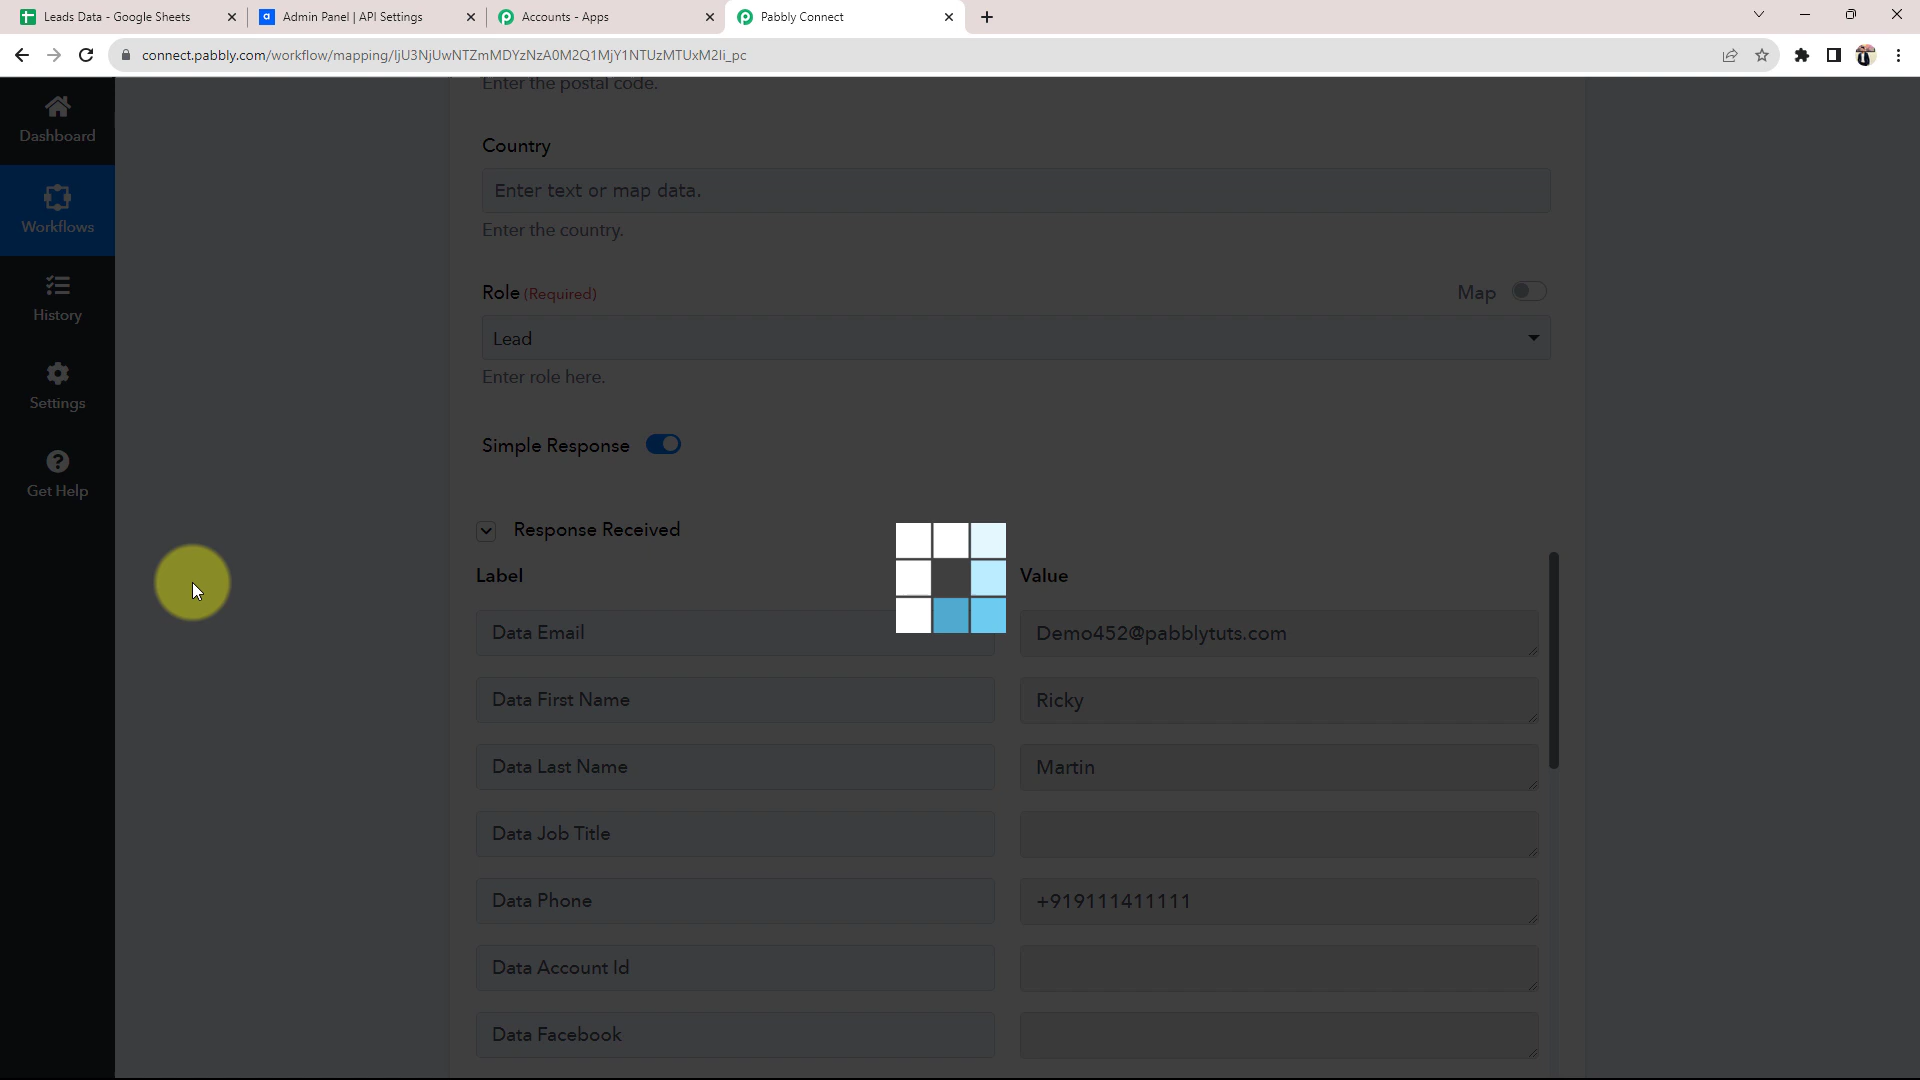 Leads Data - Google Sheets
Admin Panel | API Settings
Accounts - Apps
Pabbly Connect
connect.pabbly.com/workflow/mapping/IjU3NjUwNTZmMDYzNzA0M2Q1MjY1NTUzMTUxM2Ii_pc
Dashboard
Workflows
History
Settings
Get Help
Enter the postal code.
Country
Enter text or map data.
Enter the country.
Role (Required)
Map
Lead
Enter role here.
Simple Response
Response Received
Label
Value
Data Email
Demo452@pabblytuts.com
Data First Name
Ricky
Data Last Name
Martin
Data Job Title
Data Phone
+919111411111
Data Account Id
Data Facebook